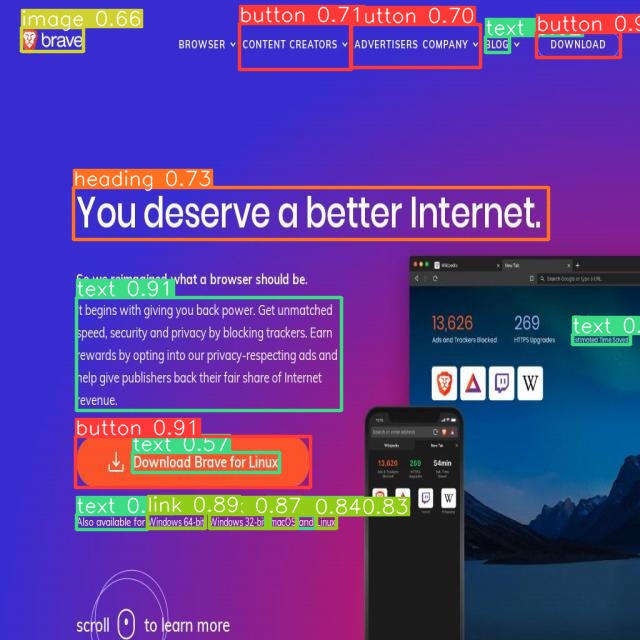 image 0.66
button 0.71
utton 0.70
text
button 0.9
brave
BROWSER
CONTENT CREATORS
ADVERTISERS
COMPANY
BLOG
DOWNLOAD
heading 0.73
You deserve a better Internet.
So we reimagined what a browser should be.
text 0.91
It begins with giving you back power. Get unmatched
speed, security and privacy by blocking trackers. Earn
rewards by opting into our privacy-respecting ads and
help give publishers back their fair share of Internet
revenue.
button 0.91
text 0.57
Download Brave for Linux
text 0.
link 0.89
: 0.87
0.84
0.83
Also available for Windows 64-bit Windows 32-bit macOS and Linux
scroll to learn more
Wikipedia
New Tab
Search or type a URL
13,626
Ads and Trackers Blocked
269
HTTPS Upgrades
text 0.
Estimated Time Saved
W
Search or enter address
Wikipedia
New Tab
13,626
269
54min
W